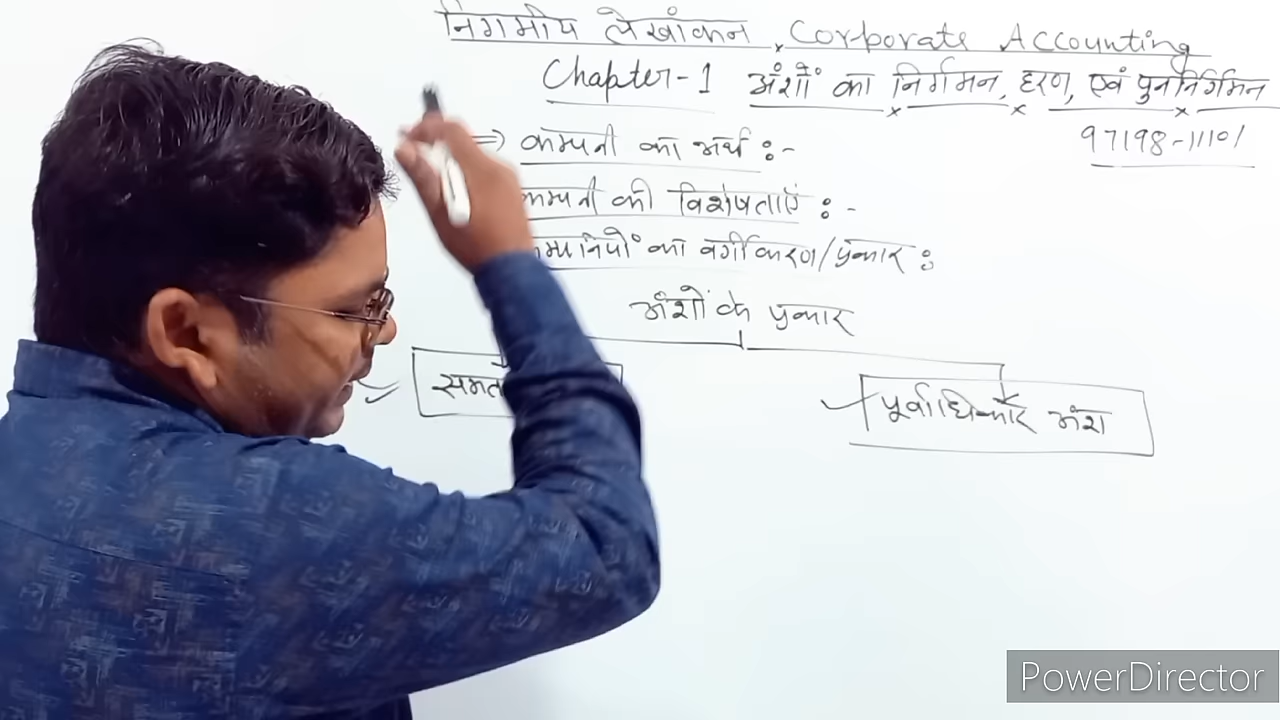 निगमीय लेखांकन, Corporate Accounting
Chapter-1 अंशों का निर्गमन, हरण, एवं पुनर्निर्गमन
97198-11101
=> कम्पनी का अर्थ :-
कम्पनी की विशेषताएं :-
कम्पनियों का वर्गीकरण/प्रकार :
अंशों के प्रकार
पूर्वाधिकार अंश
PowerDirector